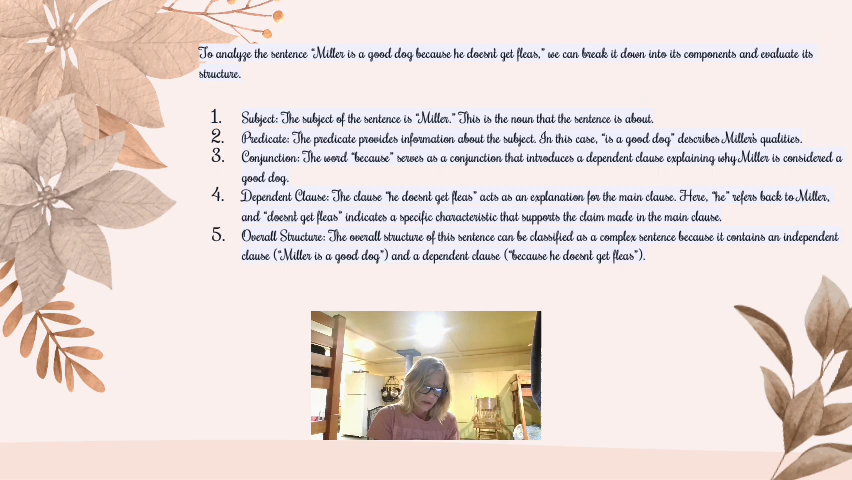 To analyze the sentence “Miller is a good dog because he doesnt get fleas,” we can break it down into its components and evaluate its
structure.
1. Subject: The subject of the sentence is “Miller.” This is the noun that the sentence is about.
2. Predicate: The predicate provides information about the subject. In this case, “is a good dog” describes Miller’s qualities.
3. Conjunction: The word “because” serves as a conjunction that introduces a dependent clause explaining why Miller is considered a
good dog.
4. Dependent Clause: The clause “he doesnt get fleas” acts as an explanation for the main clause. Here, “he” refers back to Miller,
and “doesnt get fleas” indicates a specific characteristic that supports the claim made in the main clause.
5. Overall Structure: The overall structure of this sentence can be classified as a complex sentence because it contains an independent
clause (“Miller is a good dog”) and a dependent clause (“because he doesnt get fleas”).